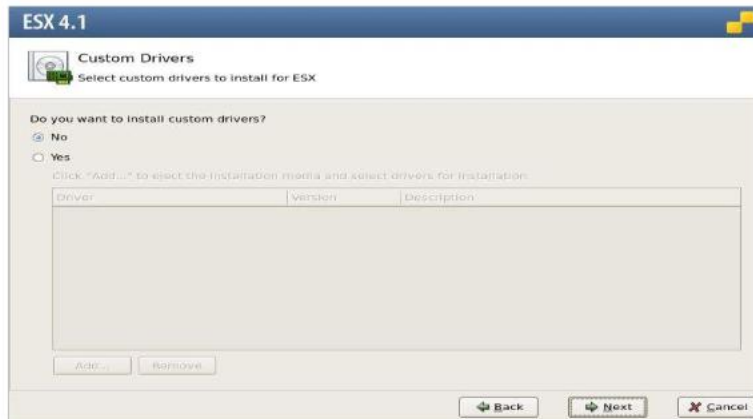 ESX 4.1
Custom Drivers
Select custom drivers to install for ESX
Do you want to install custom drivers?
No
Yes
Click "Add..." to eject the installation media and select drivers for installation.
Driver Version Description
Add... Remove
Back Next Cancel